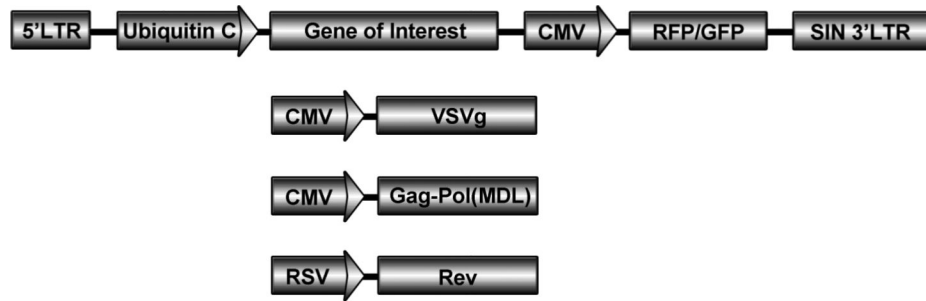 5'LTR Ubiquitin C Gene of Interest CMV RFP/GFP SIN 3'LTR
CMV VSVg
CMV Gag-Pol(MDL)
RSV Rev